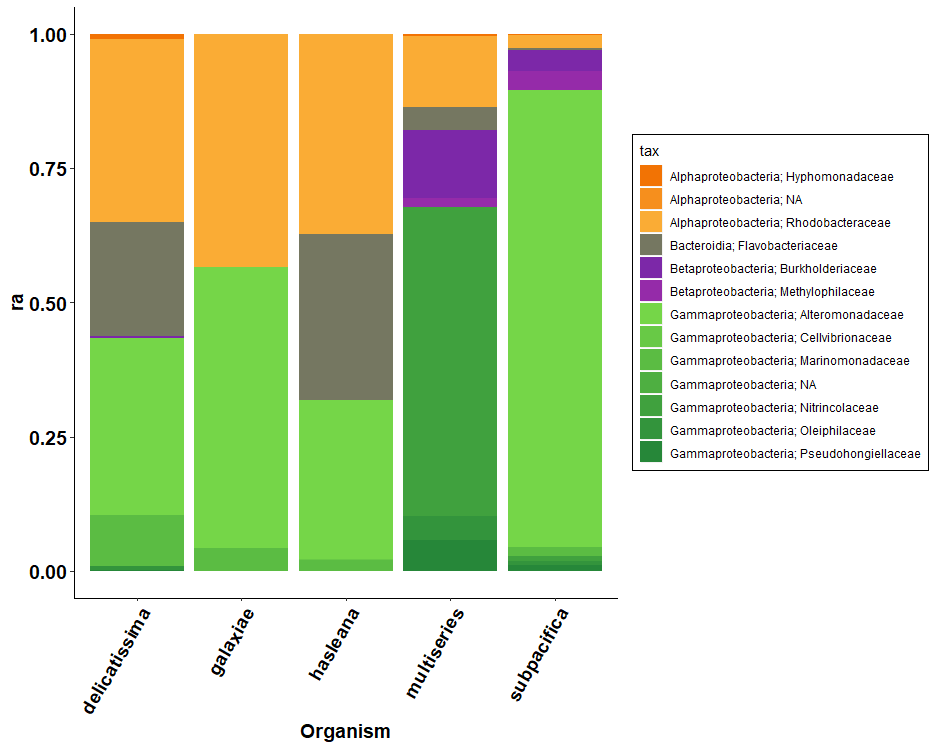 1.00
0.75
0.50
0.25
0.00
ra
delicatissima
galaxiae
hasleana
multiseries
subpacifica
Organism
tax
Alphaproteobacteria; Hyphomonadaceae
Alphaproteobacteria; NA
Alphaproteobacteria; Rhodobacteraceae
Bacteroidia; Flavobacteriaceae
Betaproteobacteria; Burkholderiaceae
Betaproteobacteria; Methylophilaceae
Gammaproteobacteria; Alteromonadaceae
Gammaproteobacteria; Cellvibrionaceae
Gammaproteobacteria; Marinomonadaceae
Gammaproteobacteria; NA
Gammaproteobacteria; Nitrincolaceae
Gammaproteobacteria; Oleiphilaceae
Gammaproteobacteria; Pseudohongiellaceae